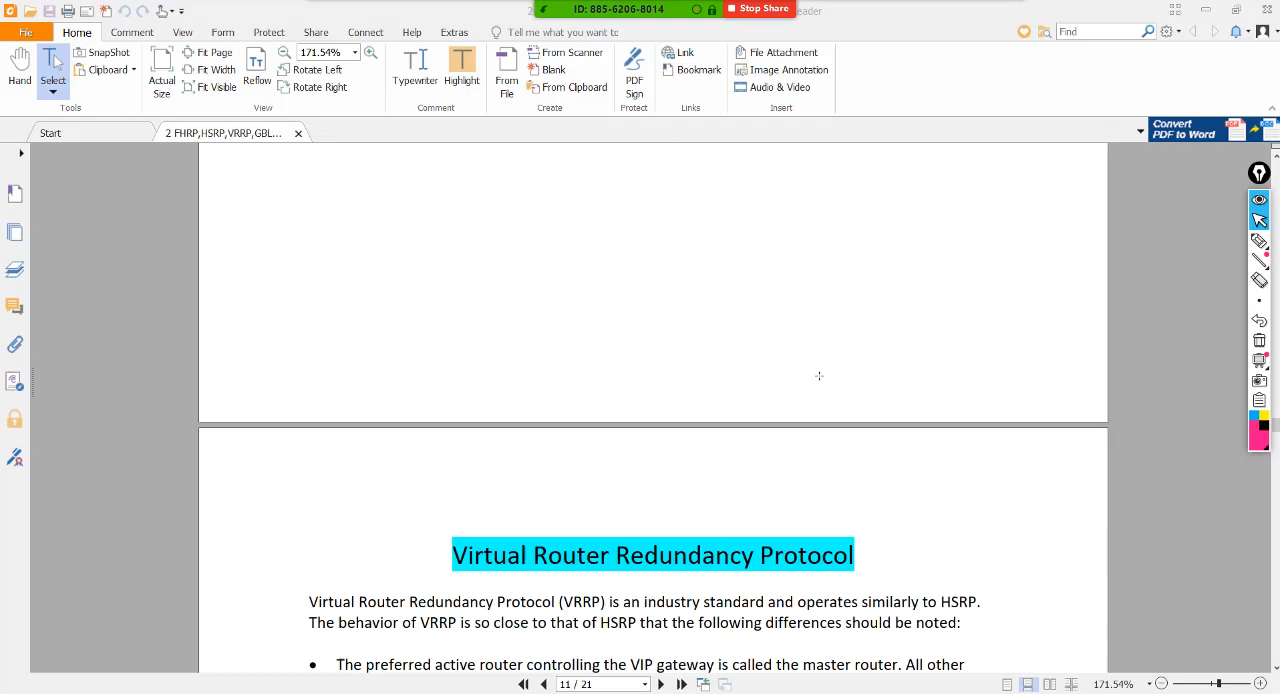 ID: 885-6206-8014
Stop Share
eader
File
Home
Comment
View
Form
Protect
Share
Connect
Help
Extras
Tell me what you want to
Find
Hand
Select
SnapShot
Clipboard
Tools
Actual
Size
Fit Page
Fit Width
Fit Visible
Reflow
171.54%
Rotate Left
Rotate Right
View
Typewriter
Highlight
Comment
From
File
From Scanner
Blank
From Clipboard
Create
PDF
Sign
Protect
Link
Bookmark
Links
File Attachment
Image Annotation
Audio & Video
Insert
Start
2 FHRP,HSRP,VRRP,GBL...
Convert
PDF to Word
Virtual Router Redundancy Protocol
Virtual Router Redundancy Protocol (VRRP) is an industry standard and operates similarly to HSRP.
The behavior of VRRP is so close to that of HSRP that the following differences should be noted:
• The preferred active router controlling the VIP gateway is called the master router. All other
11 / 21
171.54%